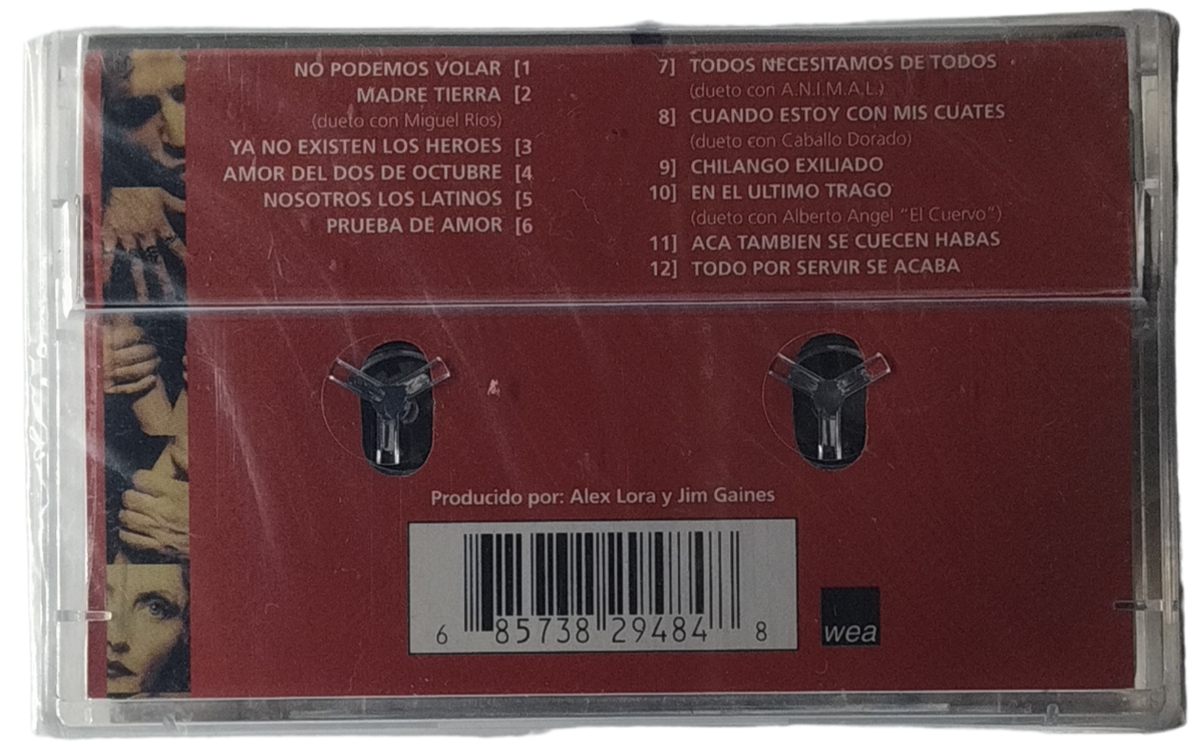 NO PODEMOS VOLAR [1
MADRE TIERRA [2
(dueto con Miguel Rios)
YA NO EXISTEN LOS HEROES [3
AMOR DEL DOS DE OCTUBRE [4
NOSOTROS LOS LATINOS [5
PRUEBA DE AMOR [6
7] TODOS NECESITAMOS DE TODOS
(dueto con A.N.I.M.A.L.)
8] CUANDO ESTOY CON MIS CUATES
(dueto con Caballo Dorado)
9] CHILANGO EXILIADO
10] EN EL ULTIMO TRAGO
(dueto con Alberto Angel "El Cuervo")
11] ACA TAMBIEN SE CUECEN HABAS
12] TODO POR SERVIR SE ACABA
Producido por: Alex Lora y Jim Gaines
6 85738 29484 8
wea